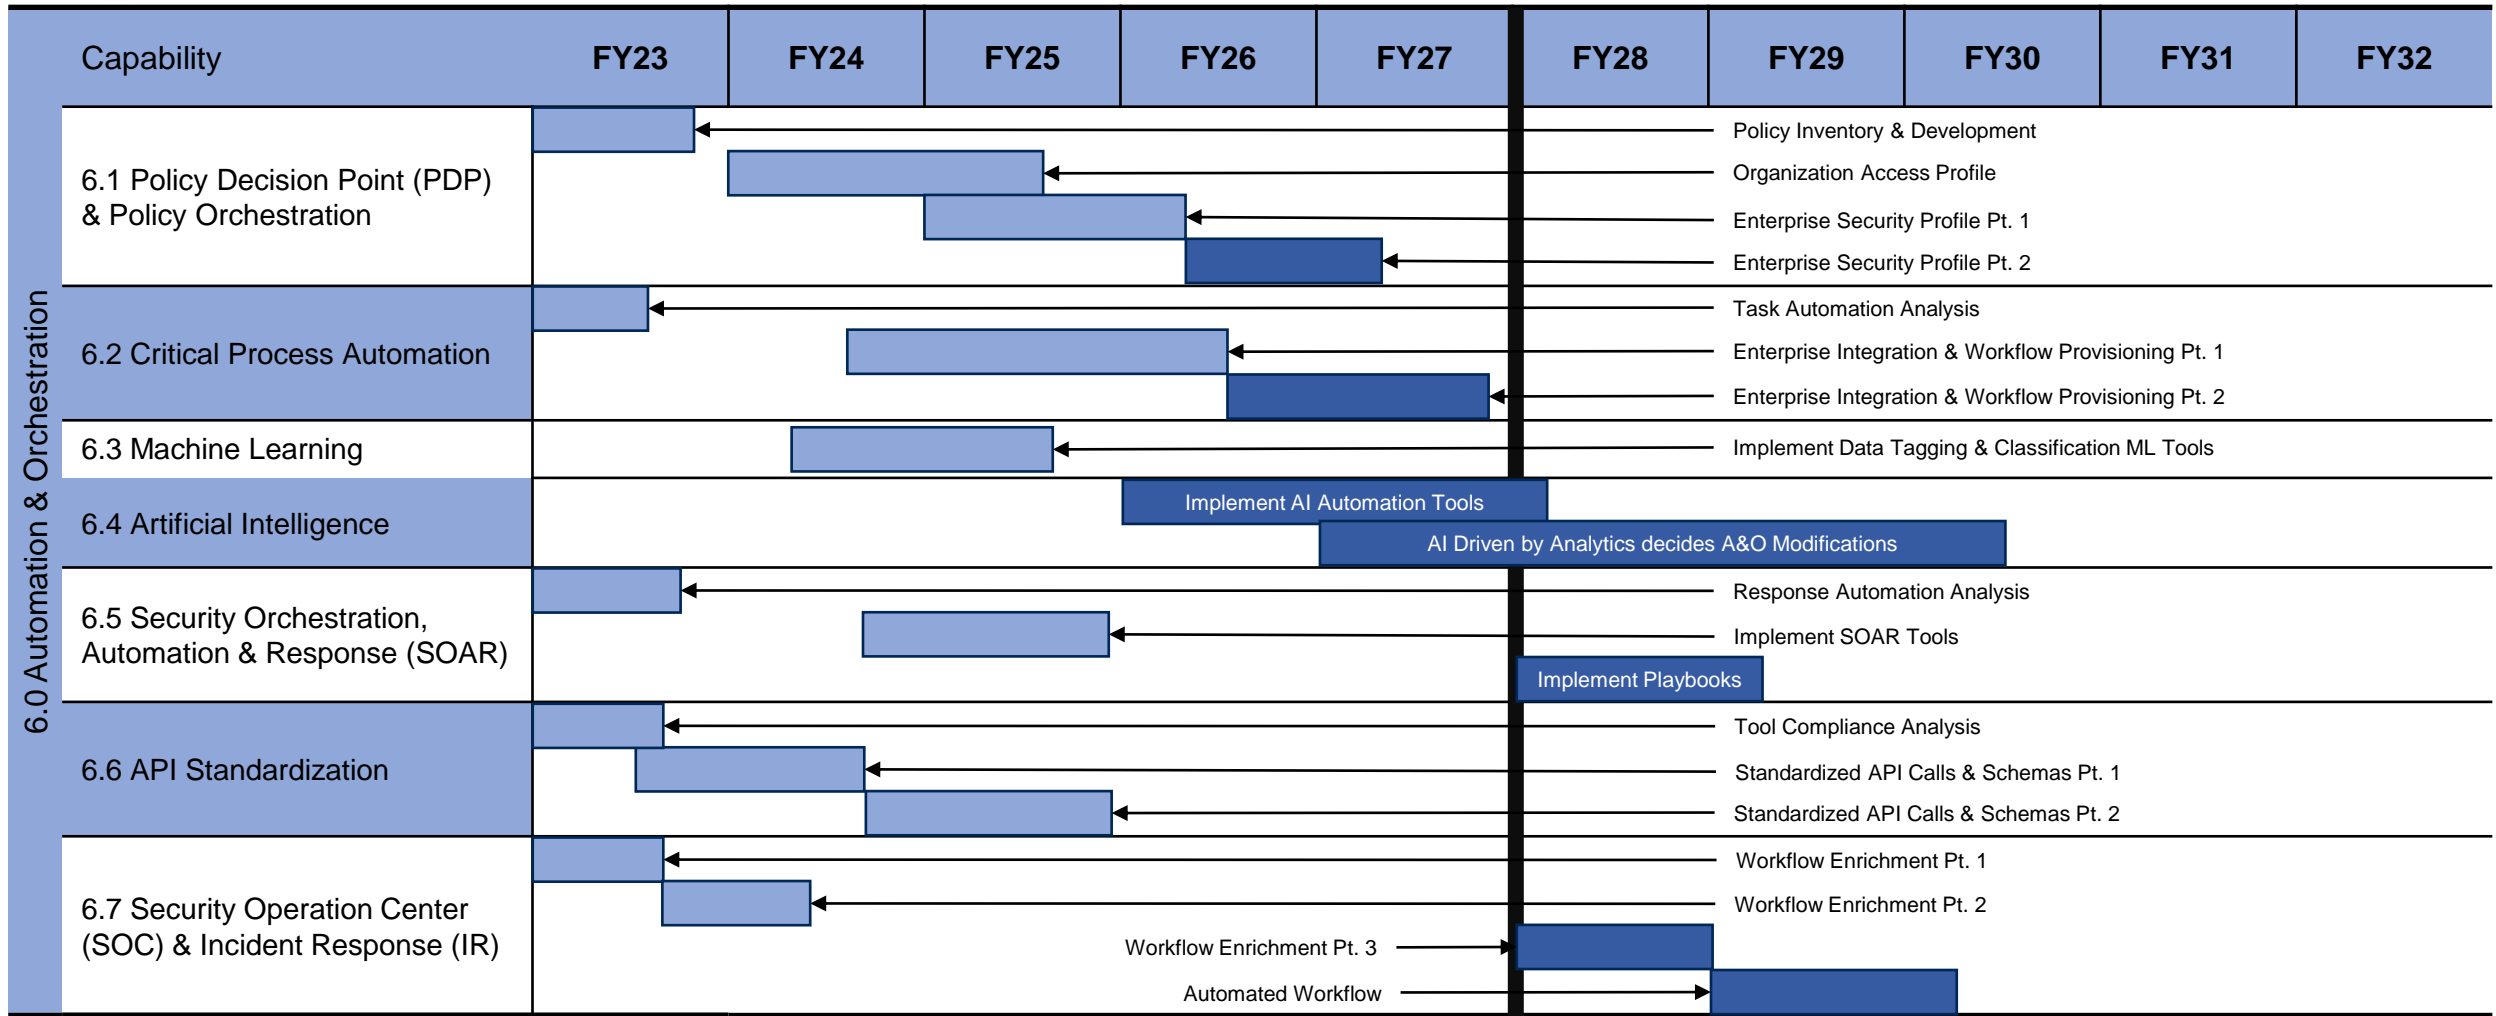 Capability
FY23
FY24
FY25
FY26
FY27
FY28
FY29
FY30
FY31
FY32
6.0 Automation & Orchestration
6.1 Policy Decision Point (PDP)
& Policy Orchestration
Policy Inventory & Development
Organization Access Profile
Enterprise Security Profile Pt. 1
Enterprise Security Profile Pt. 2
6.2 Critical Process Automation
Task Automation Analysis
Enterprise Integration & Workflow Provisioning Pt. 1
Enterprise Integration & Workflow Provisioning Pt. 2
6.3 Machine Learning
Implement Data Tagging & Classification ML Tools
6.4 Artificial Intelligence
Implement AI Automation Tools
AI Driven by Analytics decides A&O Modifications
6.5 Security Orchestration,
Automation & Response (SOAR)
Response Automation Analysis
Implement SOAR Tools
Implement Playbooks
6.6 API Standardization
Tool Compliance Analysis
Standardized API Calls & Schemas Pt. 1
Standardized API Calls & Schemas Pt. 2
6.7 Security Operation Center
(SOC) & Incident Response (IR)
Workflow Enrichment Pt. 1
Workflow Enrichment Pt. 2
Workflow Enrichment Pt. 3
Automated Workflow